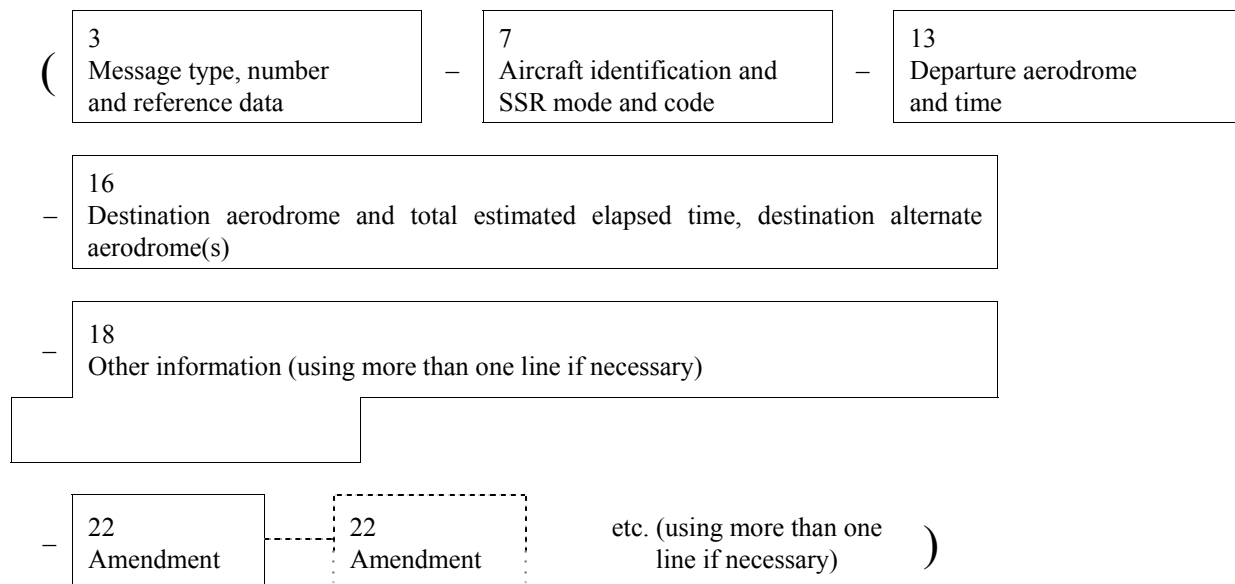 3
Message type, number
and reference data
(
–
7
Aircraft identification and
SSR mode and code
–
13
Departure aerodrome
and time
–
16
Destination aerodrome and total estimated elapsed time, destination alternate
aerodrome(s)
–
18
Other information (using more than one line if necessary)
–
22
Amendment
22
Amendment
etc. (using more than one
line if necessary)
)